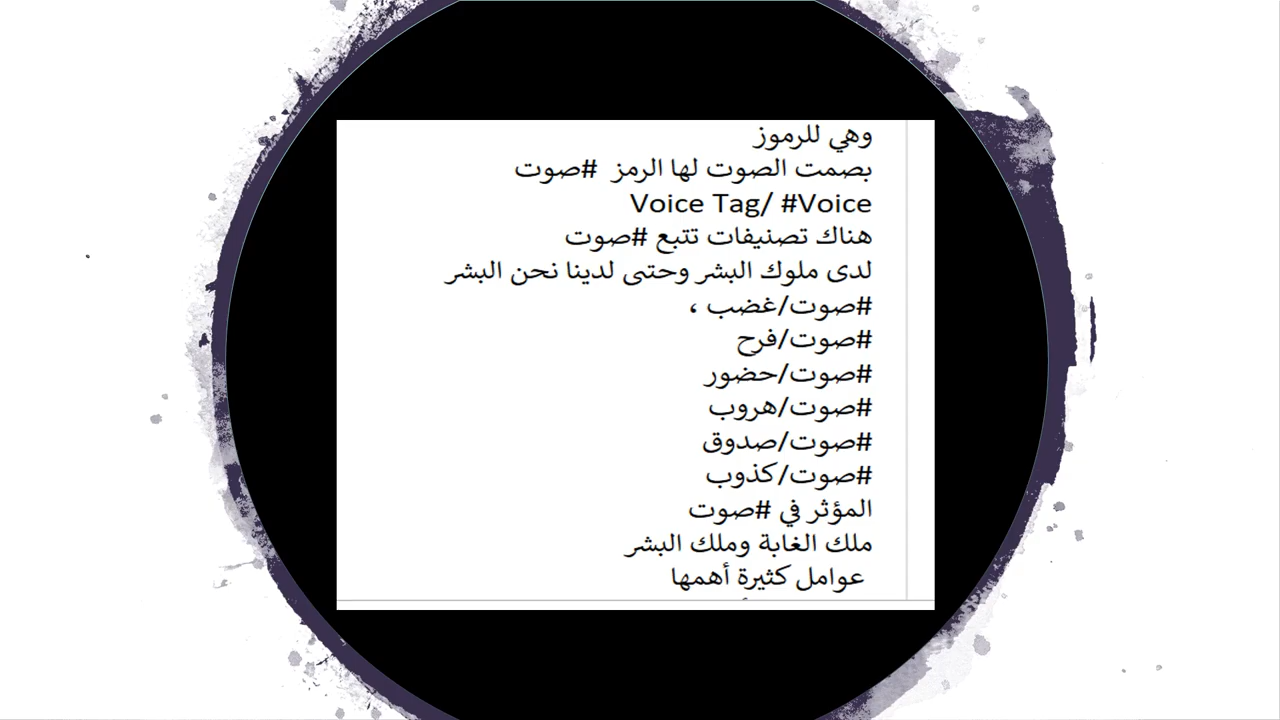 وهي للرموز
بصمت الصوت لها الرمز #صوت
Voice Tag/ #Voice
هناك تصنيفات تتبع #صوت
لدى ملوك البشر وحتى لدينا نحن البشر
#صوت/غضب ،
#صوت/فرح
#صوت/حضور
#صوت/هروب
#صوت/صدوق
#صوت/كذوب
المؤثر في #صوت
ملك الغابة وملك البشر
عوامل كثيرة أهمها